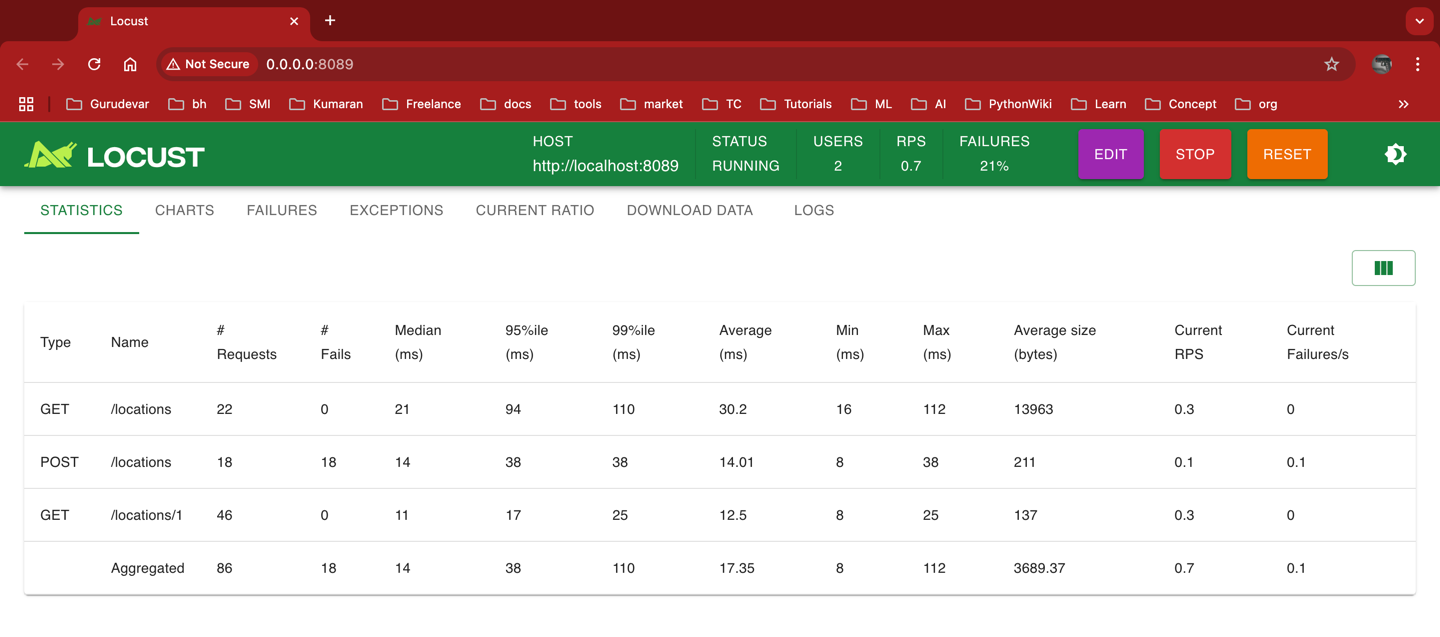 Locust
Not Secure 0.0.0.0:8089
Gurudevar bh SMI Kumaran Freelance docs tools market TC Tutorials ML AI PythonWiki Learn Concept org
LOCUST
HOST STATUS USERS RPS FAILURES
http://localhost:8089 RUNNING 2 0.7 21%
EDIT STOP RESET
STATISTICS CHARTS FAILURES EXCEPTIONS CURRENT RATIO DOWNLOAD DATA LOGS
Type Name # Requests # Fails Median (ms) 95%ile (ms) 99%ile (ms) Average (ms) Min (ms) Max (ms) Average size (bytes) Current RPS Current Failures/s
GET /locations 22 0 21 94 110 30.2 16 112 13963 0.3 0
POST /locations 18 18 14 38 38 14.01 8 38 211 0.1 0.1
GET /locations/1 46 0 11 17 25 12.5 8 25 137 0.3 0
Aggregated 86 18 14 38 110 17.35 8 112 3689.37 0.7 0.1